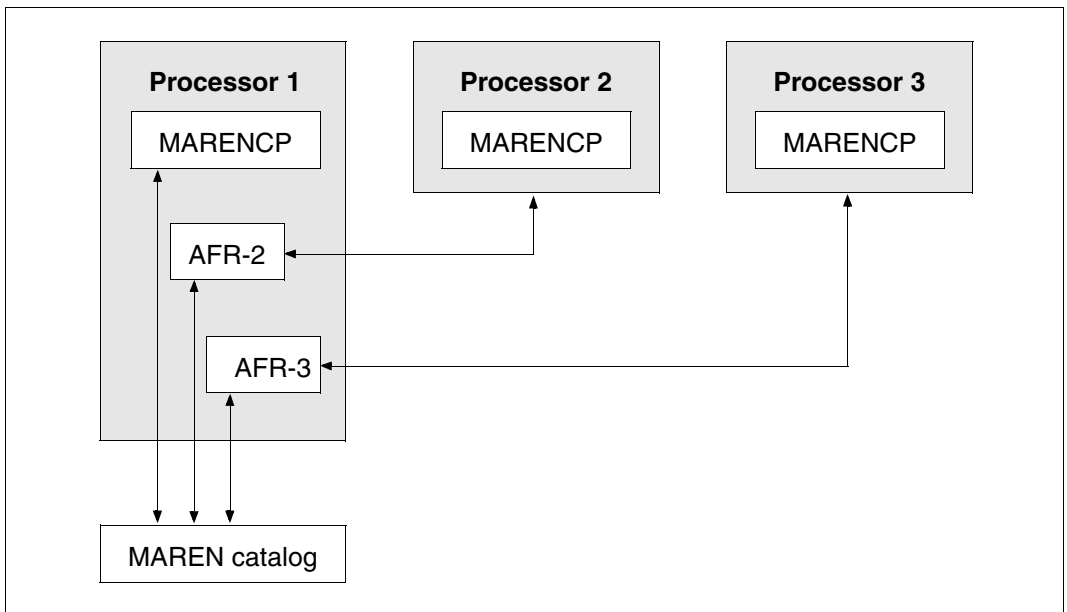 Processor 1
Processor 2
Processor 3
MARENCP
MARENCP
MARENCP
AFR-2
AFR-3
MAREN catalog